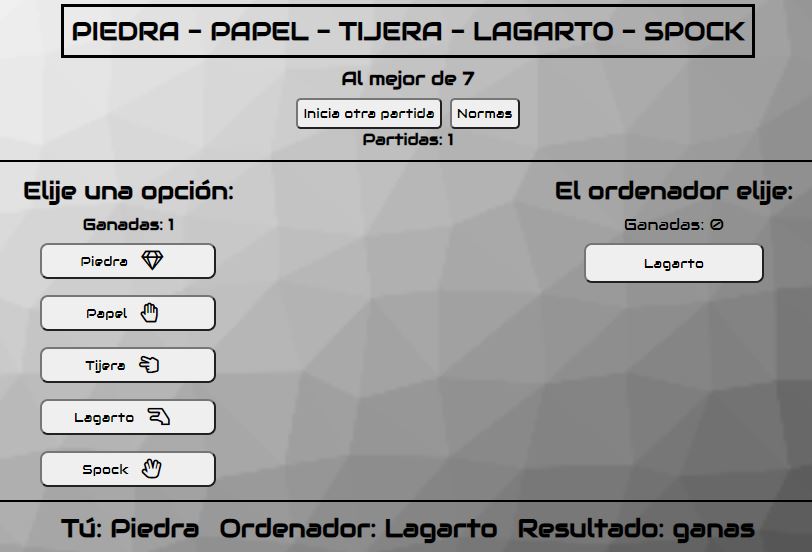 PIEDRA - PAPEL - TIJERA - LAGARTO - SPOCK
Al mejor de 7
Inicia otra partida
Normas
Partidas: 1
Elije una opción:
Ganadas: 1
Piedra
Papel
Tijera
Lagarto
Spock
El ordenador elije:
Ganadas: 0
Lagarto
Tú: Piedra Ordenador: Lagarto Resultado: ganas